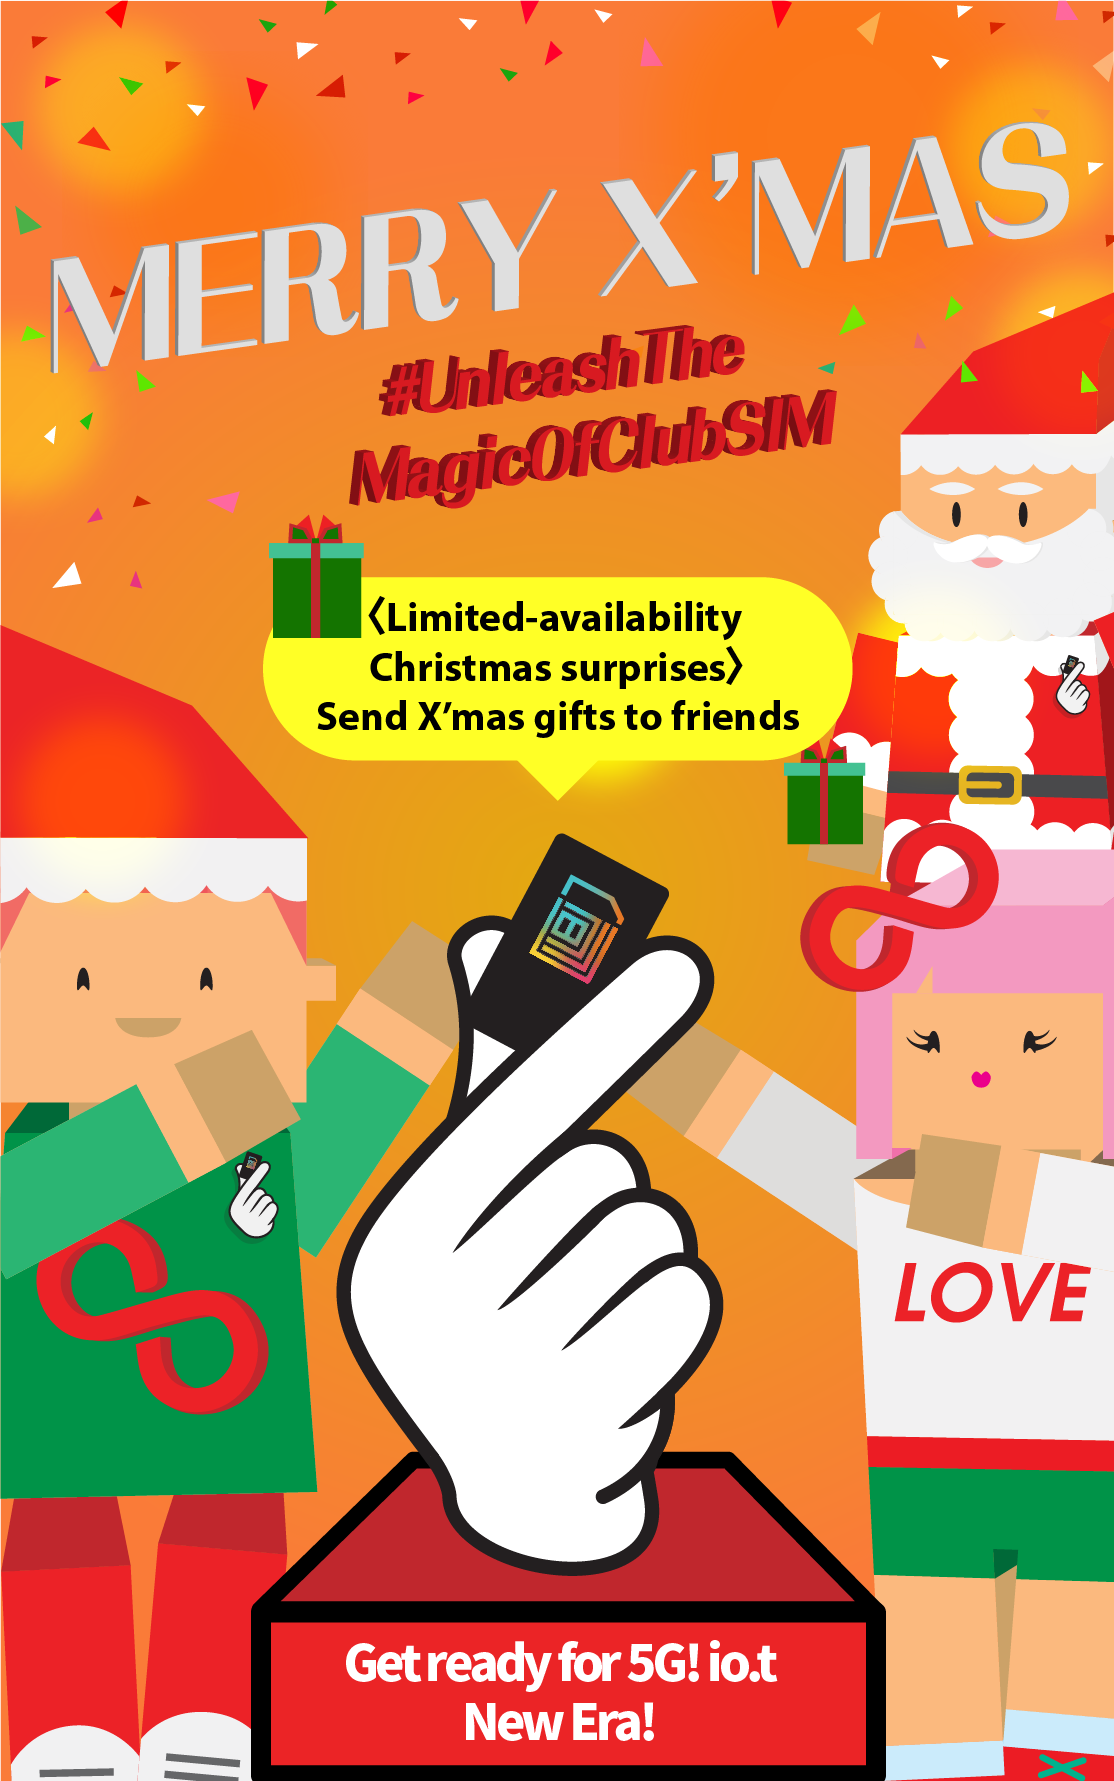 MERRY X’MAS
#UnleashThe
MagicOfClubSIM
〈Limited-availability
Christmas surprises〉
Send X’mas gifts to friends
LOVE
Get ready for 5G! io.t
New Era!